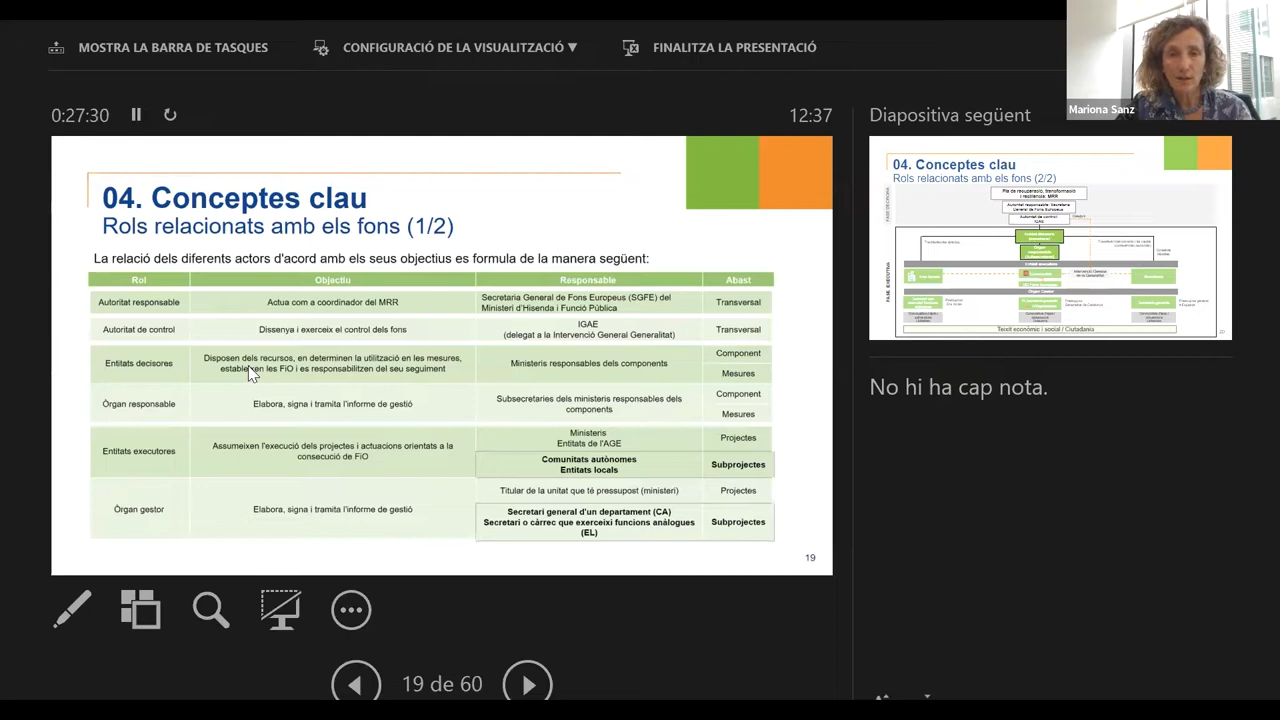 MOSTRA LA BARRA DE TASQUES
CONFIGURACIÓ DE LA VISUALITZACIÓ ▼
FINALITZA LA PRESENTACIÓ
Mariona Sanz
0:27:30
12:37
Diapositiva següent
04. Conceptes clau
Rols relacionats amb els fons (1/2)
La relació dels diferents actors d'acord amb els seus objectius es formula de la manera següent:
Rol Objectiu Responsable Abast
Autoritat responsable
Actua com a coordinador del MRR
Secretaria General de Fons Europeus (SGFE) del
Ministeri d'Hisenda i Funció Pública
Transversal
Autoritat de control
Dissenya i exerceix el control dels fons
IGAE
(delegat a la Intervenció General Generalitat)
Transversal
Entitats decisores
Disposen dels recursos, en determinen la utilització en les mesures,
estableixen les FiO i es responsabilitzen del seu seguiment
Ministeris responsables dels components
Component
Mesures
Òrgan responsable
Elabora, signa i tramita l'informe de gestió
Subsecretaries dels ministeris responsables dels
components
Component
Mesures
Entitats executores
Assumeixen l'execució dels projectes i actuacions orientats a la
consecució de FiO
Ministeris
Entitats de l'AGE
Projectes
Comunitats autònomes
Entitats locals
Subprojectes
Òrgan gestor
Elabora, signa i tramita l'informe de gestió
Titular de la unitat que té pressupost (ministeri)
Projectes
Secretari general d'un departament (CA)
Secretari o càrrec que exerceixi funcions anàlogues
(EL)
Subprojectes
19
04. Conceptes clau
Rols relacionats amb els fons (2/2)
Pla de recuperació, transformació
i resiliència: MRR
Teixit econòmic i social / Ciutadania
No hi ha cap nota.
19 de 60